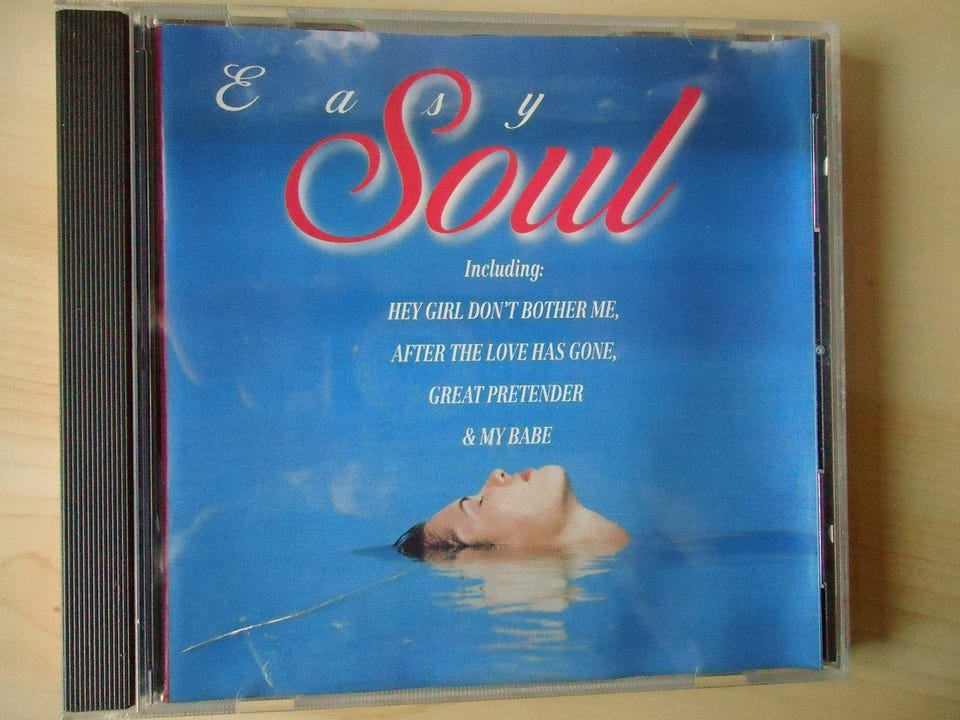 Easy
Soul
Including:
HEY GIRL DON'T BOTHER ME,
AFTER THE LOVE HAS GONE,
GREAT PRETENDER
& MY BABE